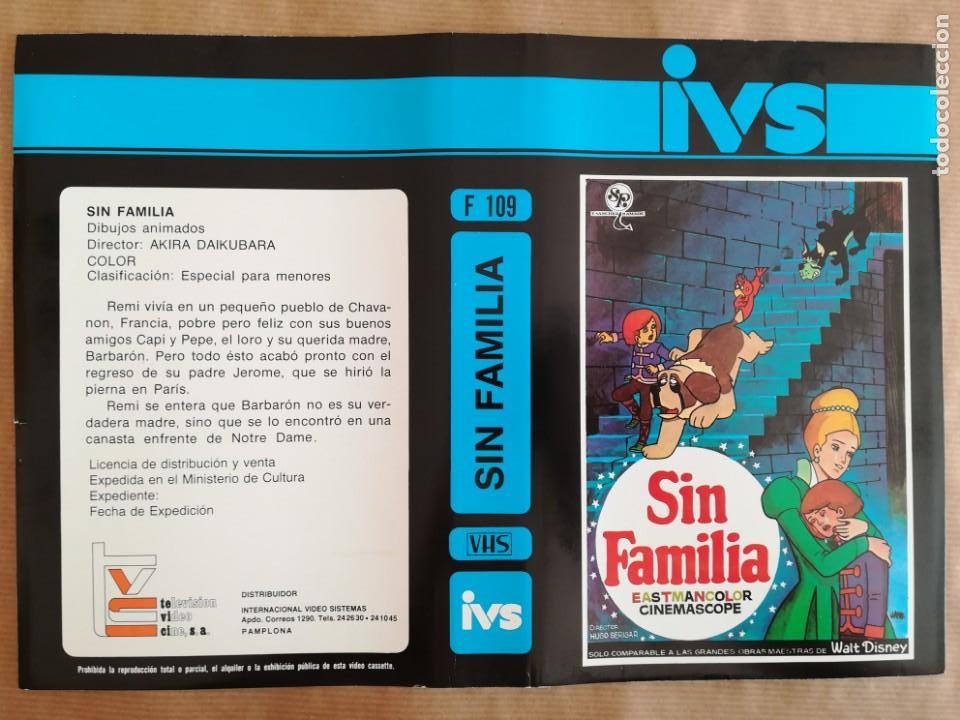 SIN FAMILIA
Dibujos animados
Director: AKIRA DAIKUBARA
COLOR
Clasificación: Especial para menores
Remi vivía en un pequeño pueblo de Chava-
non, Francia, pobre pero feliz con sus buenos
amigos Capi y Pepe, el loro y su querida madre,
Barbarón. Pero todo ésto acabó pronto con el
regreso de su padre Jerome, que se hirió la
pierna en París.
Remi se entera que Barbarón no es su ver-
dadera madre, sino que se lo encontró en una
canasta enfrente de Notre Dame.
Licencia de distribución y venta
Expedida en el Ministerio de Cultura
Expediente:
Fecha de Expedición
tvc
television
video
cine, s,a.
DISTRIBUIDOR
INTERNACIONAL VIDEO SISTEMAS
Apdo. Correos 1290. Tels. 242630 - 241045
PAMPLONA
Prohibida la reproducción total o parcial, el alquiler o la exhibición pública de esta video cassette.
F 109
SIN FAMILIA
VHS
ivs
ivs
SR
Sin
Familia
EASTMANCOLOR
CINEMASCOPE
DIRECTOR
HUGO BERIGAR
JANO
SOLO COMPARABLE A LAS GRANDES OBRAS MAESTRAS DE Walt Disney
todocoleccion